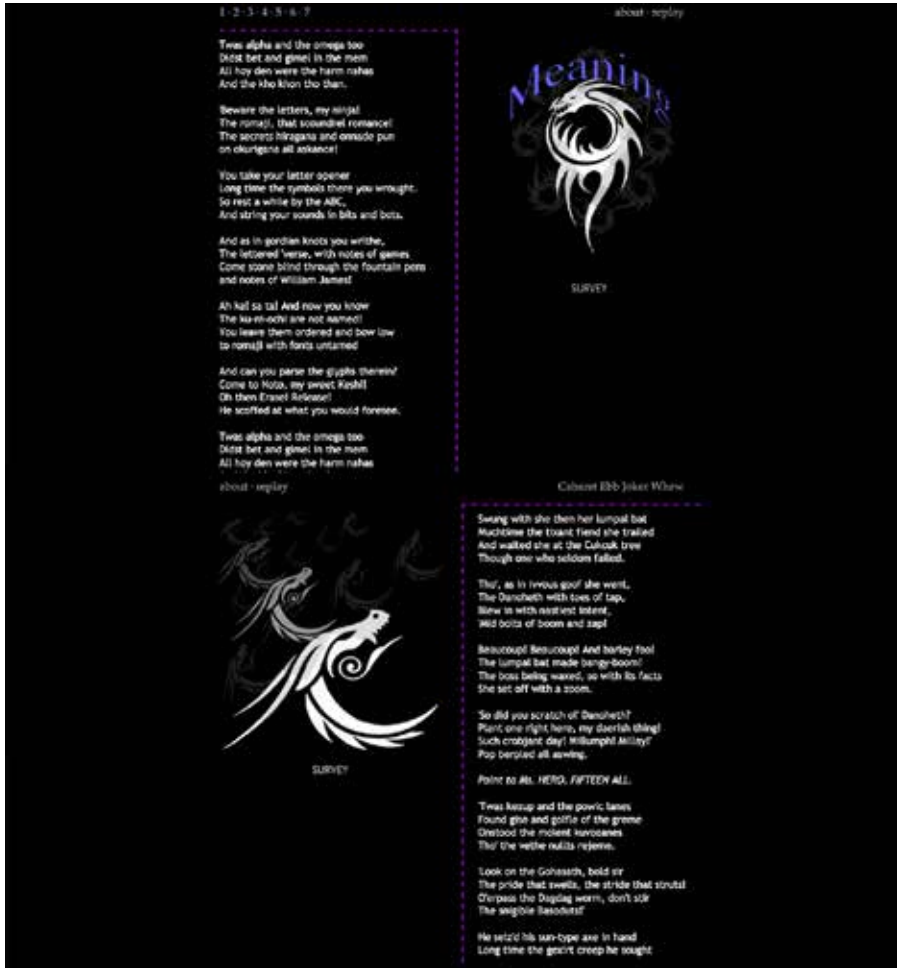 1·2·3·4·5·6·7
about · replay
Twas alpha and the omega too
Didst bet and gimel in the mem
All hoy den were the harm nahas
And the kho khon tho than.
'Beware the letters, my ninja!
The romaji, that scoundrel romance!
The secrets hiragana and onnade pun
on okurigana all askance!
You take your letter opener
Long time the symbols there you wrought.
So rest a while by the ABC,
And string your sounds in bits and bots.
And as in gordian knots you writhe,
The lettered 'verse, with notes of games
Come stone blind through the fountain pens
and notes of William James!
Ah ka! sa ta! And now you know
The ku-ni-ochi are not named!
You leave them ordered and bow low
to romaji with fonts untamed
And can you parse the glyphs therein?
Come to Noto, my sweet Keshi!
Oh then Erase! Release!
He scoffed at what you would foresee.
Twas alpha and the omega too
Didst bet and gimel in the mem
All hoy den were the harm nahas
Meaning
SURVEY
about · replay
Cabaret Ebb Joker Whew
SURVEY
Swung with she then her lumpal bat
Muchtime the tixant fiend she trailed
And waited she at the Cukcuk tree
Though one who seldom failed.
Tho', as in goof she went,
The Danoheth with toes of tap,
Blew in with nastiest intent,
'Mid bolts of boom and zap!
Beaucoup! Beaucoup! And barley foo!
The lumpal bat made bangy-boom!
The boss being waxed, so with its facts
She set off with a zoom.
'So did you scratch of' Danoheth?'
Plant one right here, my daerish thing!
Such crobjant day! Millumph! Millay!'
Pop berpled all aswing.
Point to Ms. HERO. FIFTEEN ALL.
'Twas kezup and the powic lanes
Found gise and golfle of the greme
Onstood the molent kuvosanes
Tho' the vethe nulits rejeme.
'Look on the Gohasath, bold sir
The pride that swells, the stride that struts!
O'erpass the Dagdag worm, don't stir
The Basoduts!'
He seiz'd his sun-type axe in hand
Long time the creep he sought